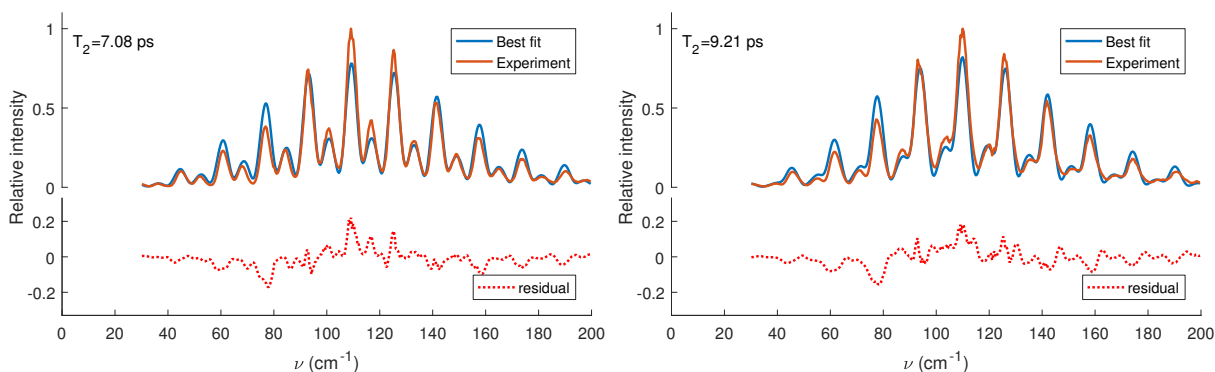 T2=7.08 ps
Best fit
Experiment
Relative intensity
1
0.5
0
0.2
0
-0.2
residual
0 20 40 60 80 100 120 140 160 180 200
ν (cm-1)
T2=9.21 ps
Best fit
Experiment
Relative intensity
1
0.5
0
0.2
0
-0.2
residual
0 20 40 60 80 100 120 140 160 180 200
ν (cm-1)